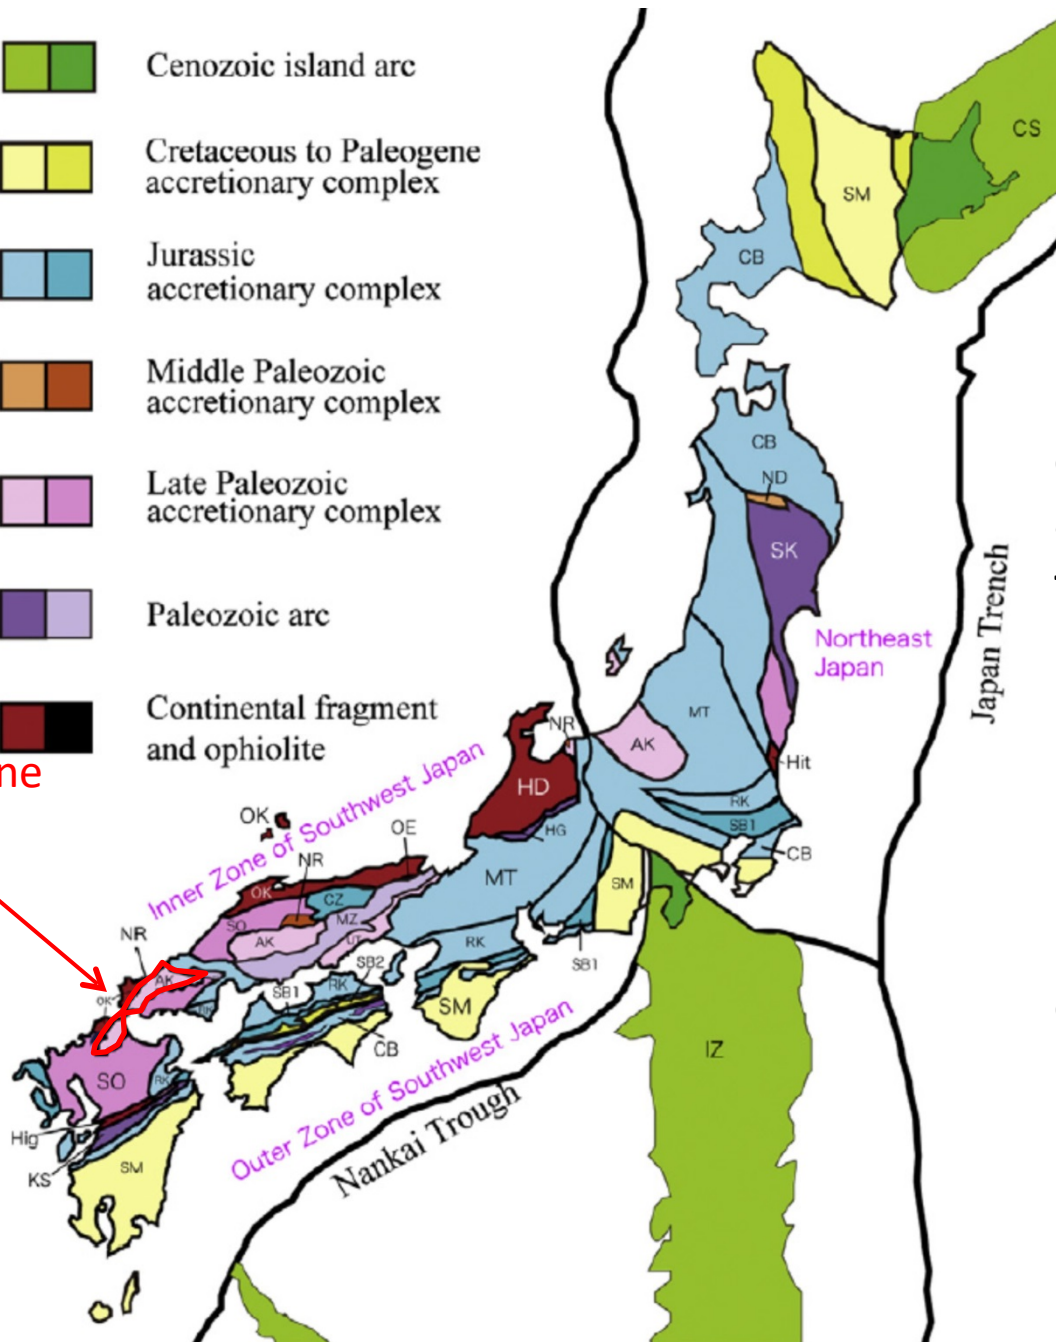 Cenozoic island arc
Cretaceous to Paleogene
accretionary complex
Jurassic
accretionary complex
Middle Paleozoic
accretionary complex
Late Paleozoic
accretionary complex
Paleozoic arc
Continental fragment
and ophiolite
ne
CS
SM
CB
CB
ND
SK
Northeast
Japan
Japan Trench
MT
NR
AK
Hit
HD
RK
SB1
HG
CB
Inner Zone of Southwest Japan
OK
OE
NR
MT
SM
OK
CZ
SO
MZ
AK
UT
RK
NR
SB2
SB1
AK
SB1
RK
OK
SM
CB
IZ
SO
RK
Outer Zone of Southwest Japan
Nankai Trough
Hig
KS
SM